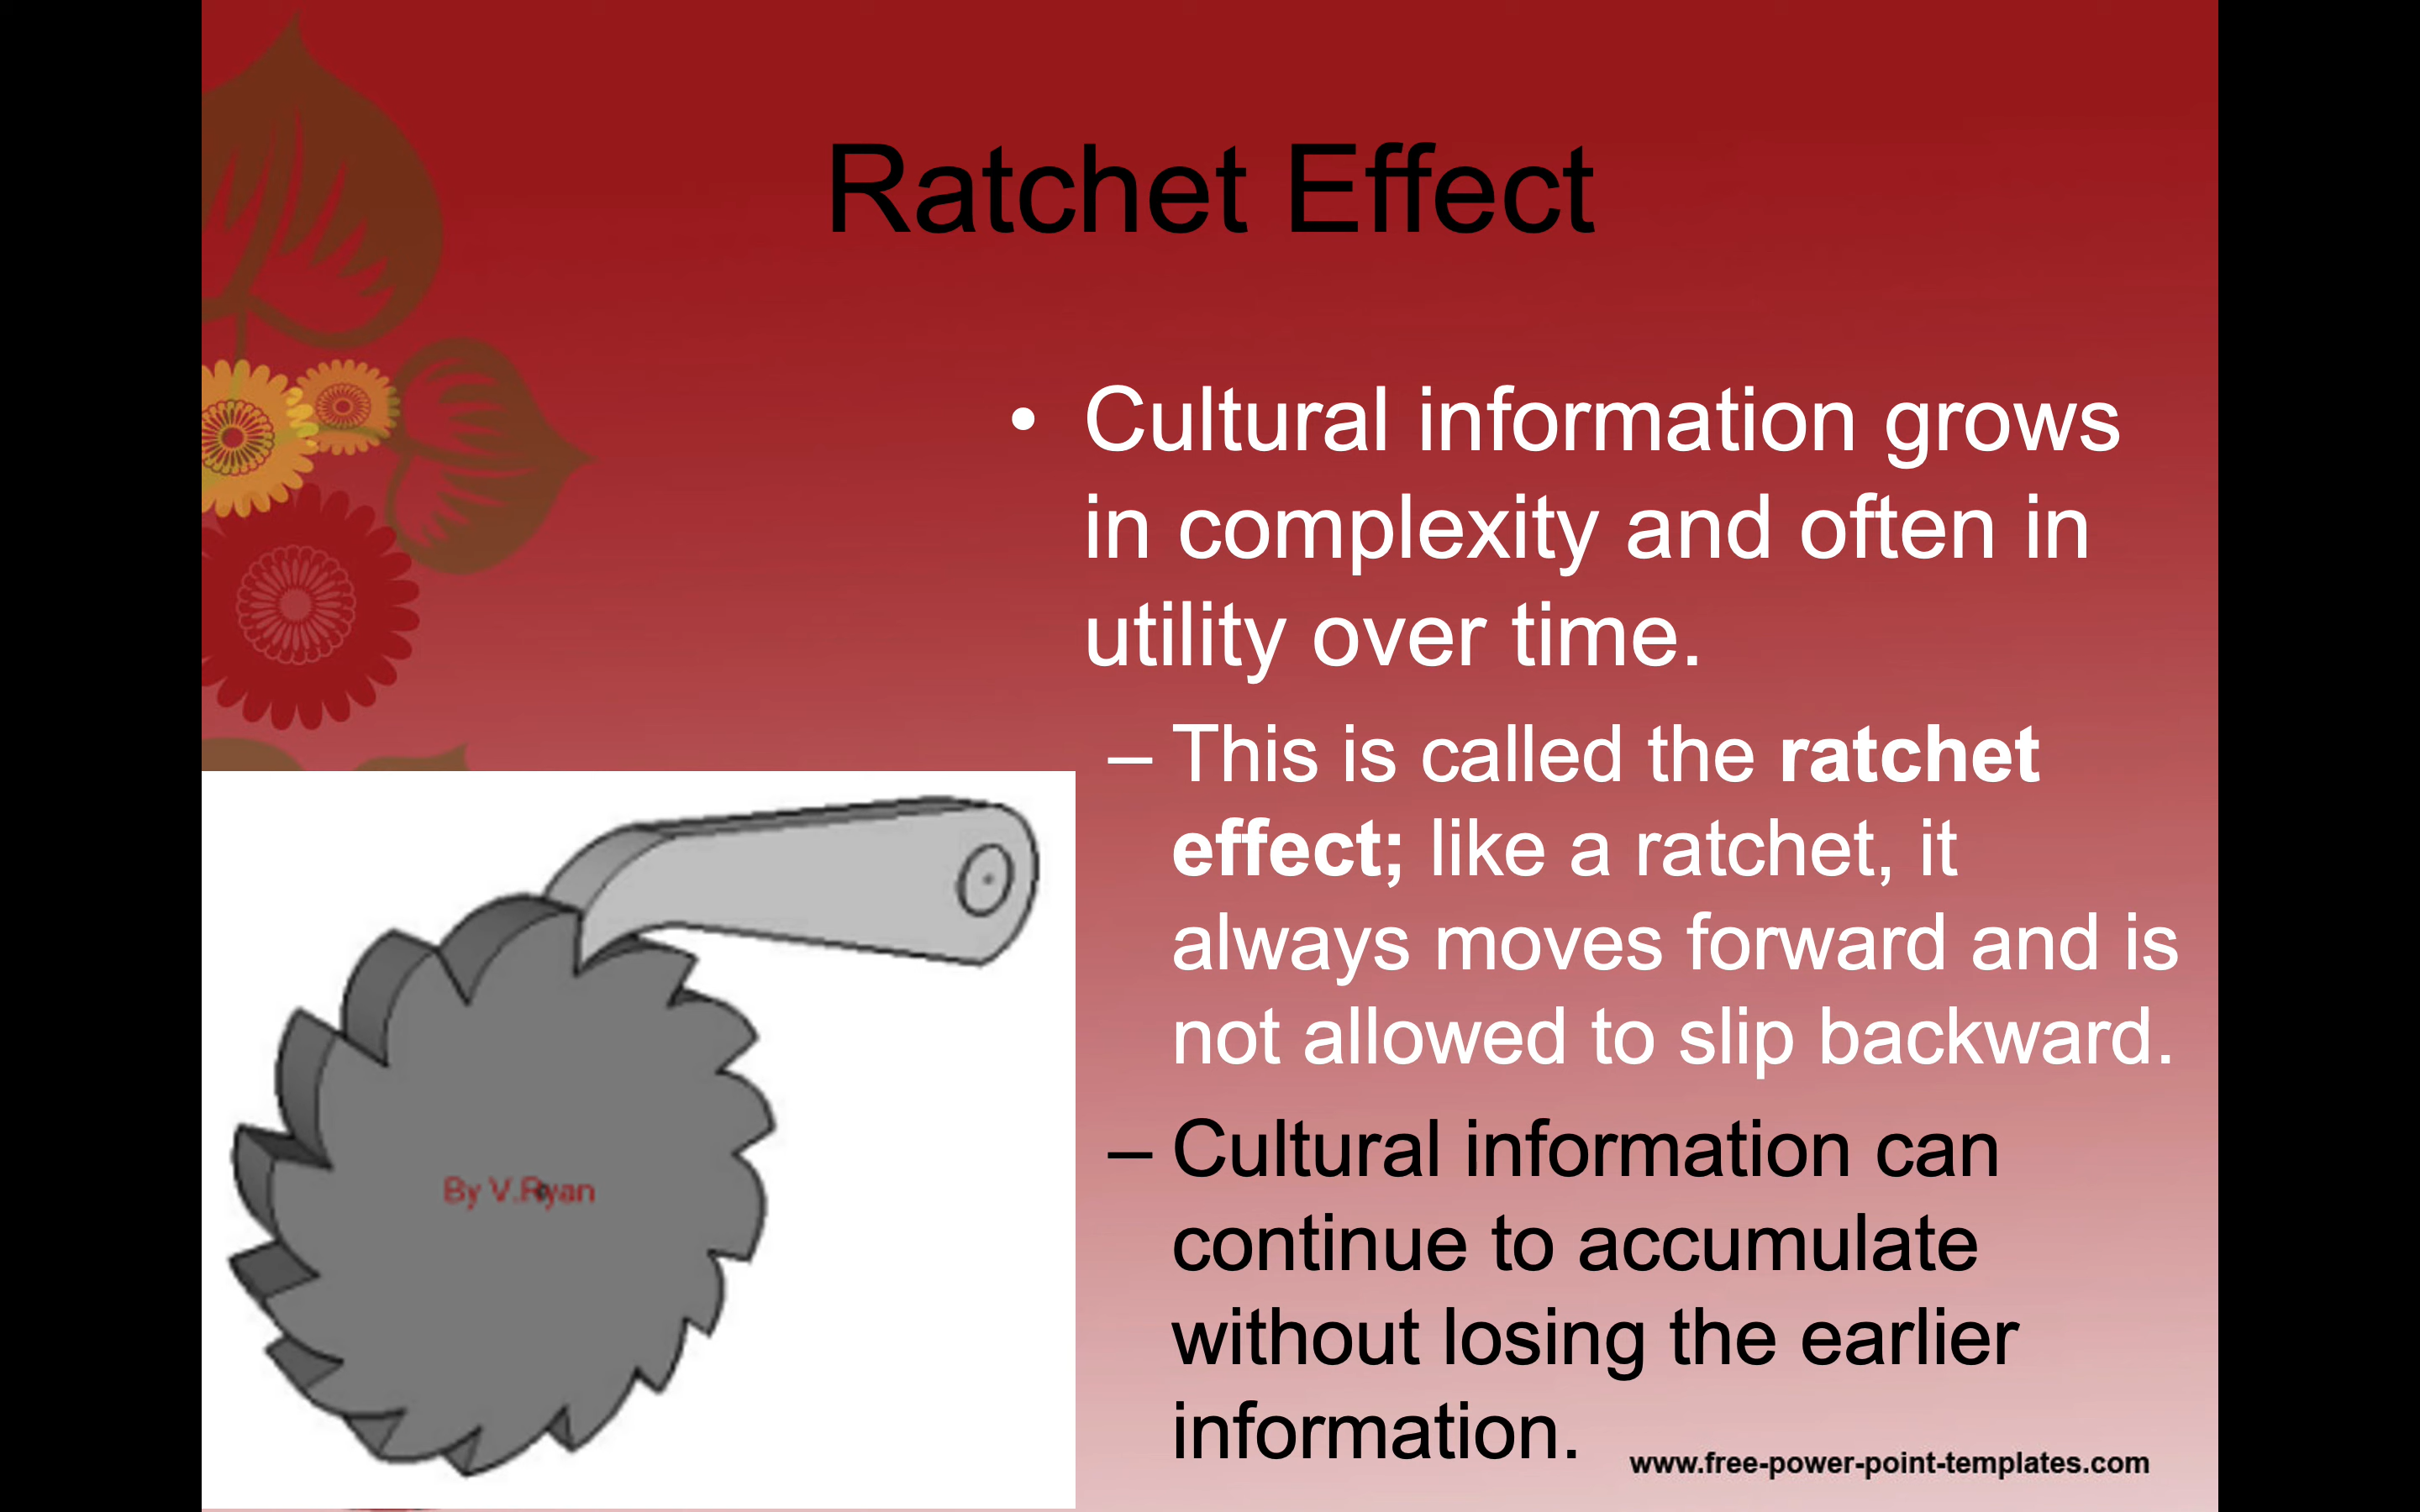 Ratchet Effect
• Cultural information grows
in complexity and often in
utility over time.
– This is called the ratchet
effect; like a ratchet, it
always moves forward and is
not allowed to slip backward.
– Cultural information can
continue to accumulate
without losing the earlier
information.
By V.Ryan
www.free-power-point-templates.com